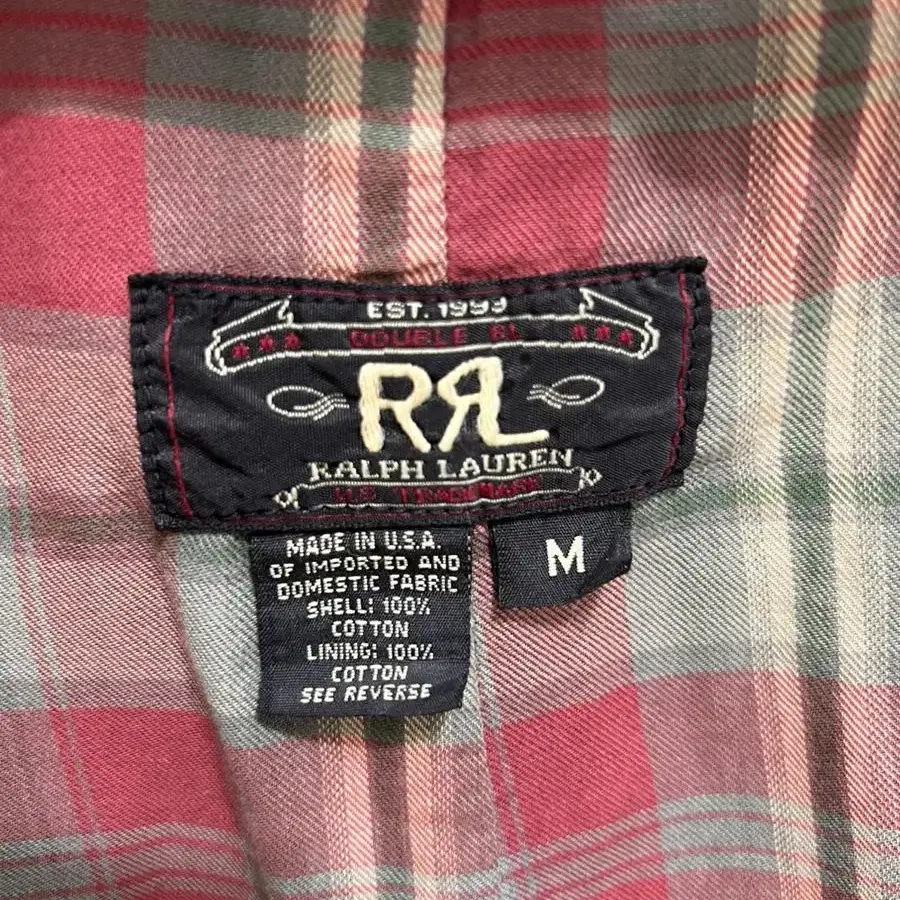 EST. 1993
DOUBLE RL
RRL
RALPH LAUREN
U.S. TRADEMARK
MADE IN U.S.A.
OF IMPORTED AND
DOMESTIC FABRIC
SHELL: 100%
COTTON
LINING: 100%
COTTON
SEE REVERSE
M